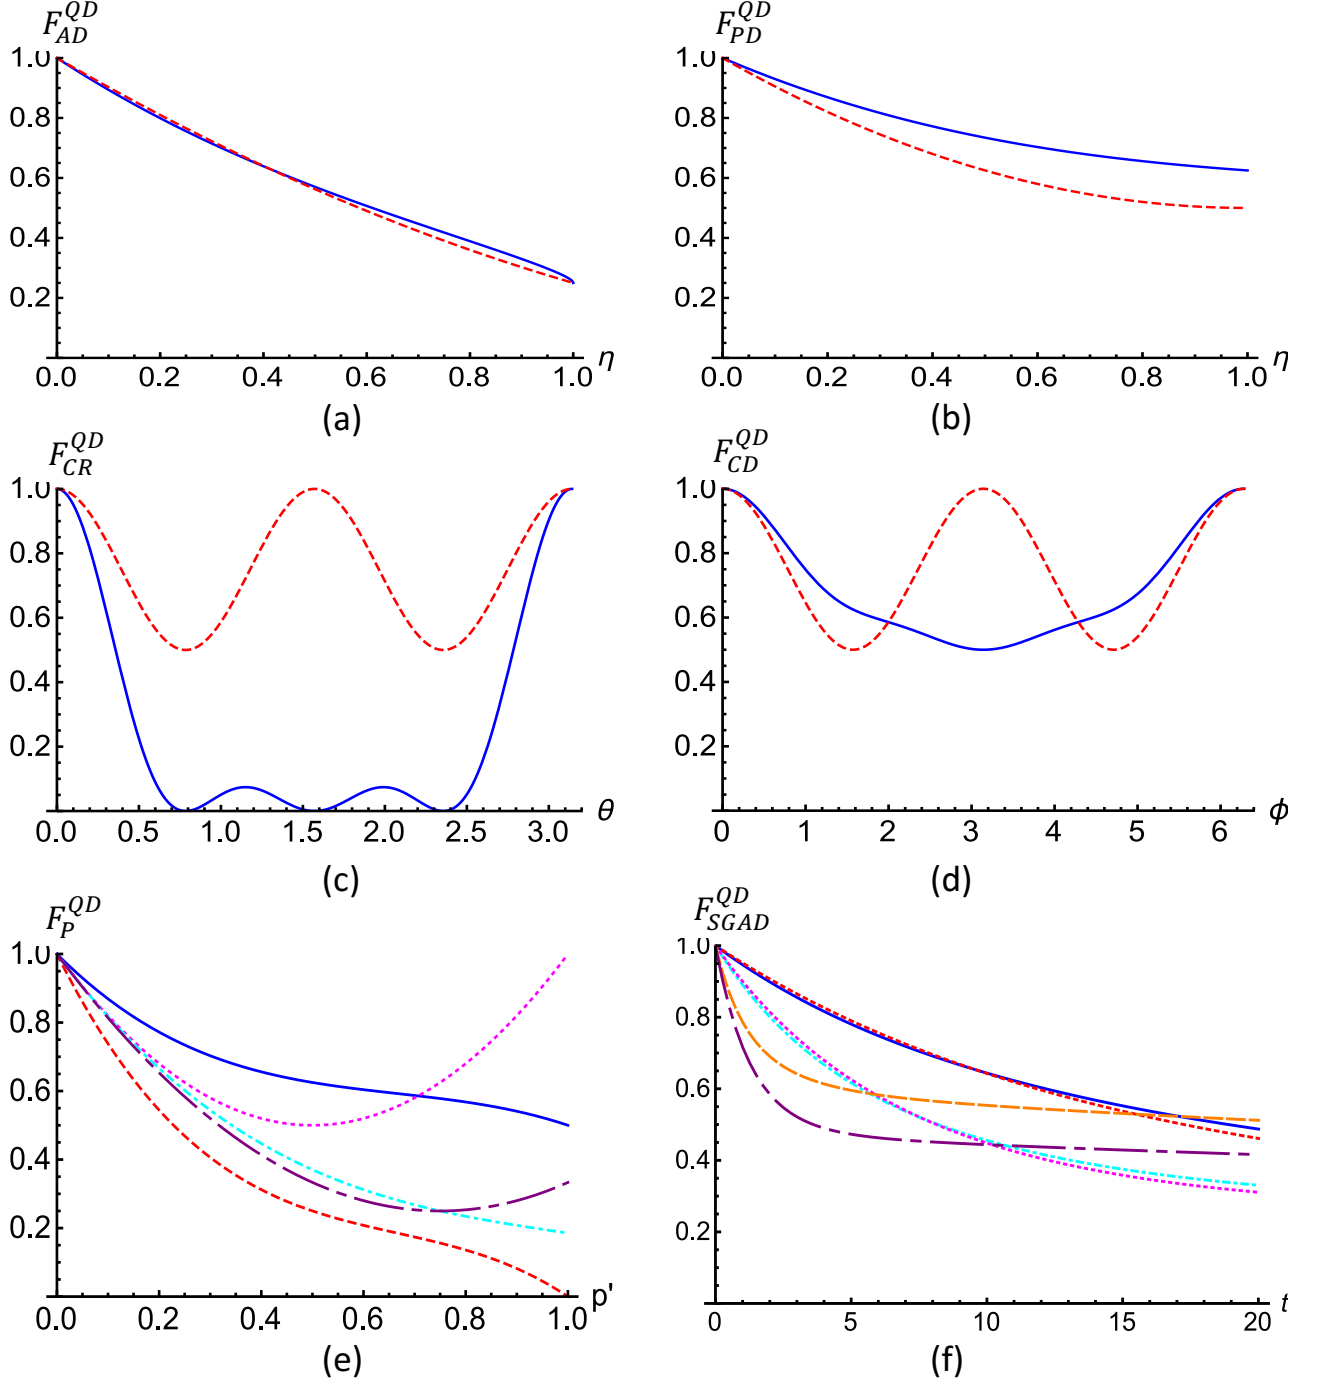 F_{AD}^{QD}
1.0
0.8
0.6
0.4
0.2
0.0 0.2 0.4 0.6 0.8 1.0 η
(a)
F_{PD}^{QD}
1.0
0.8
0.6
0.4
0.2
0.0 0.2 0.4 0.6 0.8 1.0 η
(b)
F_{CR}^{QD}
1.0
0.8
0.6
0.4
0.2
0.0 0.5 1.0 1.5 2.0 2.5 3.0 θ
(c)
F_{CD}^{QD}
1.0
0.8
0.6
0.4
0.2
0 1 2 3 4 5 6 ϕ
(d)
F_{P}^{QD}
1.0
0.8
0.6
0.4
0.2
0.0 0.2 0.4 0.6 0.8 1.0 p'
(e)
F_{SGAD}^{QD}
1.0
0.8
0.6
0.4
0.2
0 5 10 15 20 t
(f)